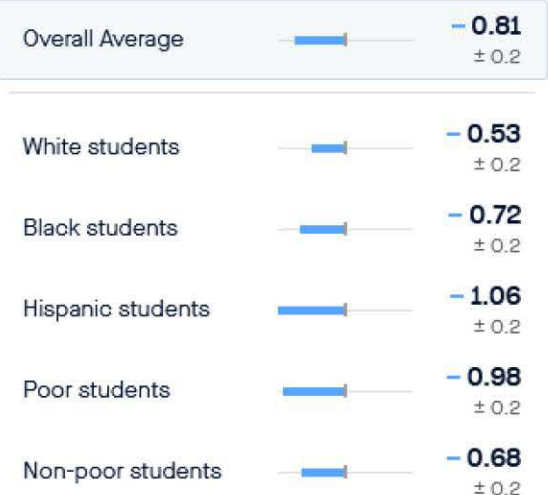 Overall Average
− 0.81
± 0.2
White students
− 0.53
± 0.2
Black students
− 0.72
± 0.2
Hispanic students
− 1.06
± 0.2
Poor students
− 0.98
± 0.2
Non-poor students
− 0.68
± 0.2